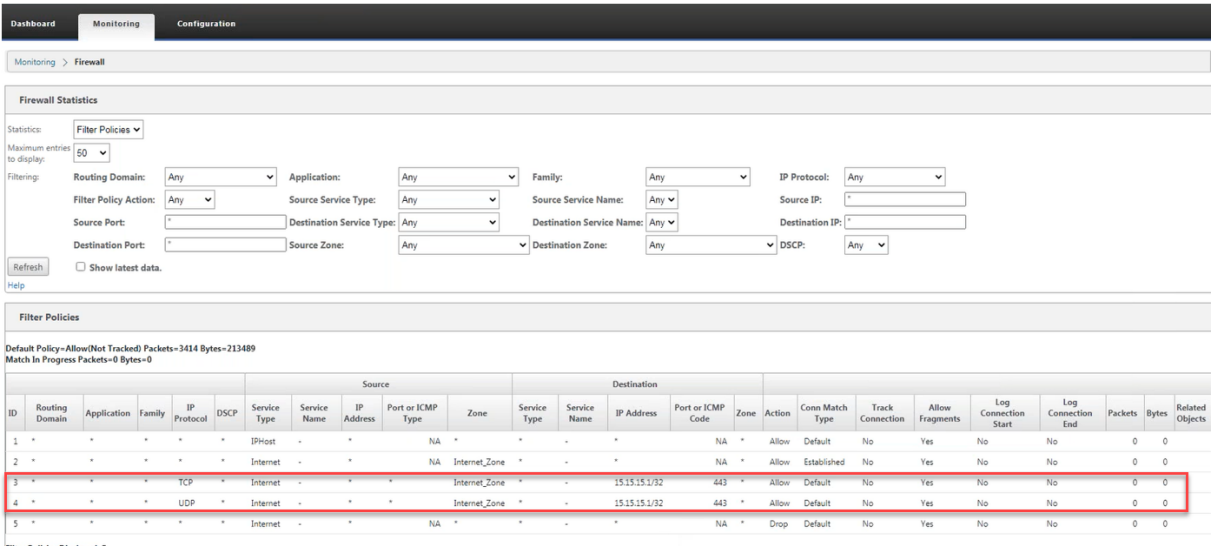 Dashboard Monitoring Configuration
Monitoring > Firewall
Firewall Statistics
Statistics: Filter Policies
Maximum entries to display: 50
Filtering: Routing Domain: Any Application: Any Family: Any IP Protocol: Any
Filter Policy Action: Any Source Service Type: Any Source Service Name: Any Source IP: *
Source Port: * Destination Service Type: Any Destination Service Name: Any Destination IP: *
Destination Port: * Source Zone: Any Destination Zone: Any DSCP: Any
Refresh Show latest data.
Help
Filter Policies
Default Policy=Allow(Not Tracked) Packets=3414 Bytes=213489
Match In Progress Packets=0 Bytes=0
Source Destination
ID Routing Domain Application Family IP Protocol DSCP Service Type Service Name IP Address Port or ICMP Type Zone Service Type Service Name IP Address Port or ICMP Code Zone Action Conn Match Type Track Connection Allow Fragments Log Connection Start Log Connection End Packets Bytes Related Objects
1 * * * * * IPHost - * NA * * - * NA * Allow Default No Yes No No 0 0
2 * * * * * Internet - * NA Internet_Zone * - * NA * Allow Established No Yes No No 0 0
3 * * * TCP * Internet - * * Internet_Zone * - 15.15.15.1/32 443 * Allow Default No Yes No No 0 0
4 * * * UDP * Internet - * * Internet_Zone * - 15.15.15.1/32 443 * Allow Default No Yes No No 0 0
5 * * * * * Internet - * NA * * - * NA * Drop Default No Yes No No 0 0